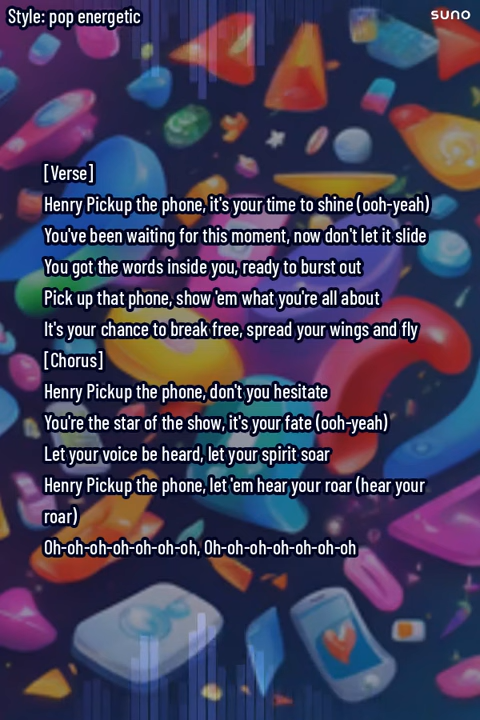 Style: pop energetic
suno
[Verse]
Henry Pickup the phone, it's your time to shine (ooh-yeah)
You've been waiting for this moment, now don't let it slide
You got the words inside you, ready to burst out
Pick up that phone, show 'em what you're all about
It's your chance to break free, spread your wings and fly
[Chorus]
Henry Pickup the phone, don't you hesitate
You're the star of the show, it's your fate (ooh-yeah)
Let your voice be heard, let your spirit soar
Henry Pickup the phone, let 'em hear your roar (hear your
roar)
Oh-oh-oh-oh-oh-oh-oh-oh, Oh-oh-oh-oh-oh-oh-oh-oh